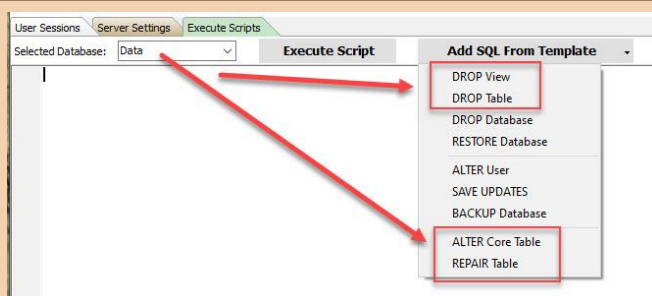 User Sessions Server Settings Execute Scripts
Selected Database: Data Execute Script Add SQL From Template
DROP View
DROP Table
DROP Database
RESTORE Database
ALTER User
SAVE UPDATES
BACKUP Database
ALTER Core Table
REPAIR Table